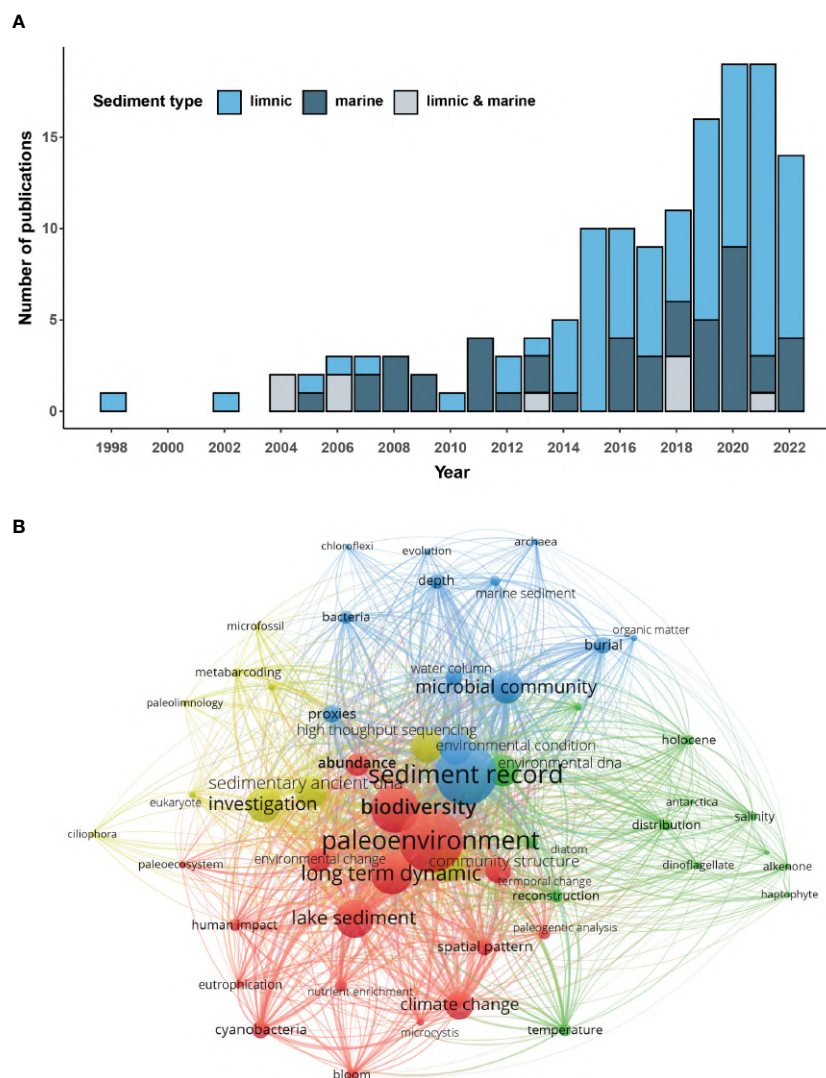 A
Sediment type limnic marine limnic & marine
Number of publications
15
10
5
0
1998 2000 2002 2004 2006 2008 2010 2012 2014 2016 2018 2020 2022
Year
B
chloroflexi
evolution
archaea
depth
marine sediment
bacteria
microfossil
organic matter
burial
metabarcoding
water column
microbial community
paleolimnology
proxies
high thoughput sequencing
environmental condition
holocene
abundance
environmental dna
sediment record
sedimentary ancient dna
eukaryote
investigation
biodiversity
antarctica
salinity
distribution
ciliophora
paleoenvironment
paleoecosystem
environmental change
community structure
diatom
dinoflagellate
alkenone
long term dynamic
termporal change
reconstruction
haptophyte
human impact
lake sediment
paleogentic analysis
spatial pattern
eutrophication
nutrient enrichment
climate change
cyanobacteria
microcystis
temperature
bloom